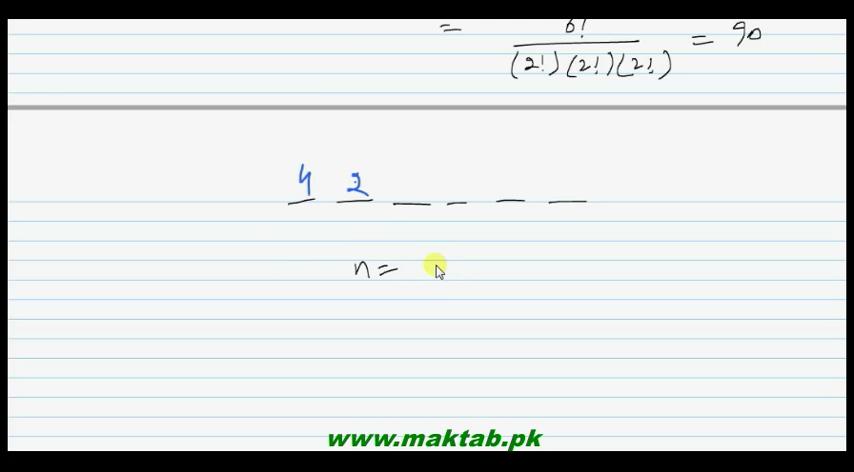 = 6! / (2!)(2!)(2!) = 90
4 2 _ _ _ _
n =
www.maktab.pk